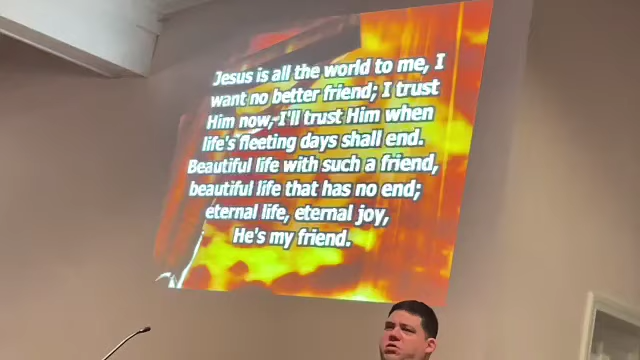 Jesus is all the world to me, I
want no better friend; I trust
Him now, I'll trust Him when
life's fleeting days shall end.
Beautiful life with such a friend,
beautiful life that has no end;
eternal life, eternal joy,
He's my friend.